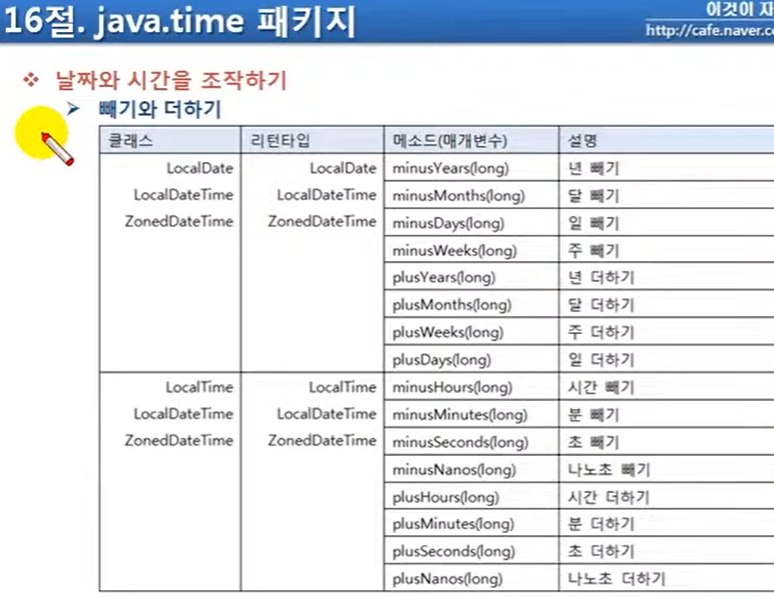 16절. java.time 패키지
이것이 자
http://cafe.naver.co
날짜와 시간을 조작하기
빼기와 더하기
클래스 리턴타입 메소드(매개변수) 설명
LocalDate LocalDate minusYears(long) 년 빼기
LocalDateTime LocalDateTime minusMonths(long) 달 빼기
ZonedDateTime ZonedDateTime minusDays(long) 일 빼기
minusWeeks(long) 주 빼기
plusYears(long) 년 더하기
plusMonths(long) 달 더하기
plusWeeks(long) 주 더하기
plusDays(long) 일 더하기
LocalTime LocalTime minusHours(long) 시간 빼기
LocalDateTime LocalDateTime minusMinutes(long) 분 빼기
ZonedDateTime ZonedDateTime minusSeconds(long) 초 빼기
minusNanos(long) 나노초 빼기
plusHours(long) 시간 더하기
plusMinutes(long) 분 더하기
plusSeconds(long) 초 더하기
plusNanos(long) 나노초 더하기